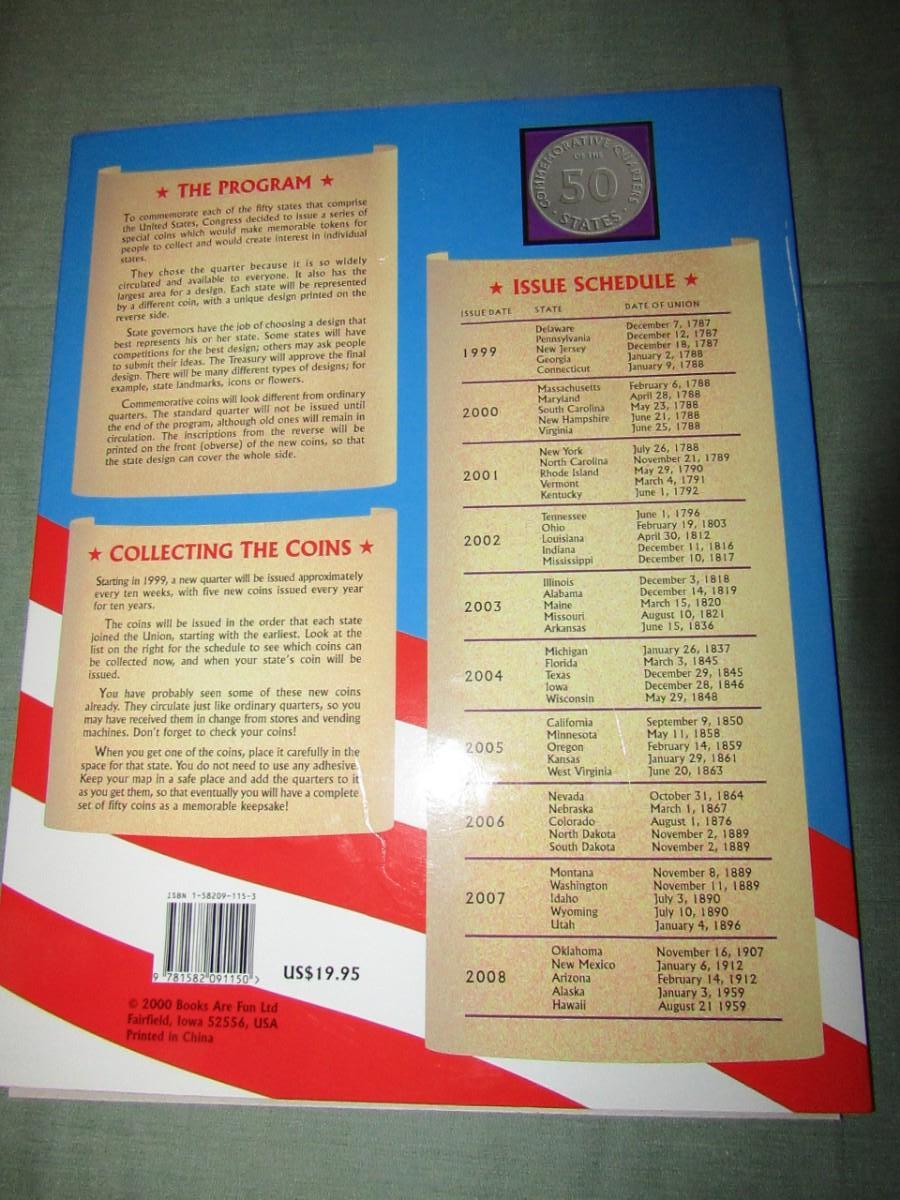 ★ THE PROGRAM ★
To commemorate each of the fifty states that comprise
the United States, Congress decided to issue a series of
special coins which would make memorable tokens for
people to collect and would create interest in individual
states.
They chose the quarter because it is so widely
circulated and available to everyone. It also has the
largest area for a design. Each state will be represented
by a different coin, with a unique design printed on the
reverse side.
State governors have the job of choosing a design that
best represents his or her state. Some states will have
competitions for the best design; others may ask people
to submit their ideas. The Treasury will approve the final
design. There will be many different types of designs; for
example, state landmarks, icons or flowers.
Commemorative coins will look different from ordinary
quarters. The standard quarter will not be issued until
the end of the program, although old ones will remain in
circulation. The inscriptions from the reverse will be
printed on the front (obverse) of the new coins, so that
the state design can cover the whole side.
★ COLLECTING THE COINS ★
Starting in 1999, a new quarter will be issued approximately
every ten weeks, with five new coins issued every year
for ten years.
The coins will be issued in the order that each state
joined the Union, starting with the earliest. Look at the
list on the right for the schedule to see which coins can
be collected now, and when your state's coin will be
issued.
You have probably seen some of these new coins
already. They circulate just like ordinary quarters, so you
may have received them in change from stores and vending
machines. Don't forget to check your coins!
When you get one of the coins, place it carefully in the
space for that state. You do not need to use any adhesive.
Keep your map in a safe place and add the quarters to it
as you get them, so that eventually you will have a complete
set of fifty coins as a memorable keepsake!
ISBN 1-58209-115-3
9 781582 091150 >
US$19.95
© 2000 Books Are Fun Ltd
Fairfield, Iowa 52556, USA
Printed in China
COMMEMORATIVE QUARTERS
OF THE
50
· STATES ·
★ ISSUE SCHEDULE ★
ISSUE DATE STATE DATE OF UNION
1999
Delaware December 7, 1787
Pennsylvania December 12, 1787
New Jersey December 18, 1787
Georgia January 2, 1788
Connecticut January 9, 1788
2000
Massachusetts February 6, 1788
Maryland April 28, 1788
South Carolina May 23, 1788
New Hampshire June 21, 1788
Virginia June 25, 1788
2001
New York July 26, 1788
North Carolina November 21, 1789
Rhode Island May 29, 1790
Vermont March 4, 1791
Kentucky June 1, 1792
2002
Tennessee June 1, 1796
Ohio February 19, 1803
Louisiana April 30, 1812
Indiana December 11, 1816
Mississippi December 10, 1817
2003
Illinois December 3, 1818
Alabama December 14, 1819
Maine March 15, 1820
Missouri August 10, 1821
Arkansas June 15, 1836
2004
Michigan January 26, 1837
Florida March 3, 1845
Texas December 29, 1845
Iowa December 28, 1846
Wisconsin May 29, 1848
2005
California September 9, 1850
Minnesota May 11, 1858
Oregon February 14, 1859
Kansas January 29, 1861
West Virginia June 20, 1863
2006
Nevada October 31, 1864
Nebraska March 1, 1867
Colorado August 1, 1876
North Dakota November 2, 1889
South Dakota November 2, 1889
2007
Montana November 8, 1889
Washington November 11, 1889
Idaho July 3, 1890
Wyoming July 10, 1890
Utah January 4, 1896
2008
Oklahoma November 16, 1907
New Mexico January 6, 1912
Arizona February 14, 1912
Alaska January 3, 1959
Hawaii August 21 1959